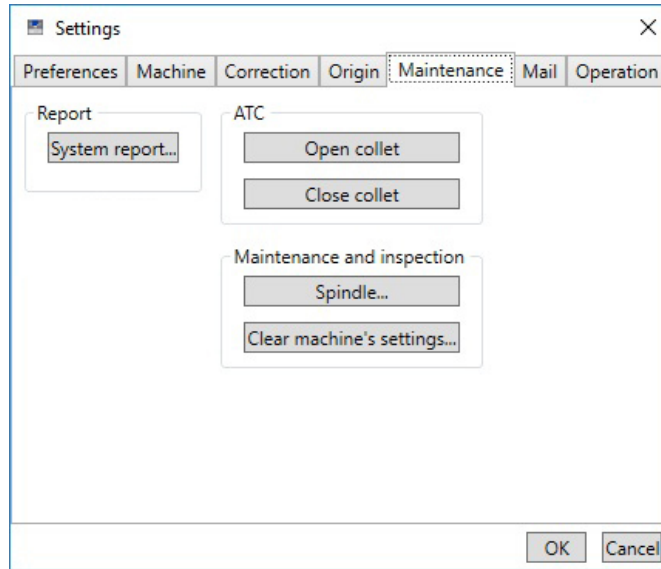 Settings
Preferences Machine Correction Origin Maintenance Mail Operation
Report
System report...
ATC
Open collet
Close collet
Maintenance and inspection
Spindle...
Clear machine's settings...
OK Cancel